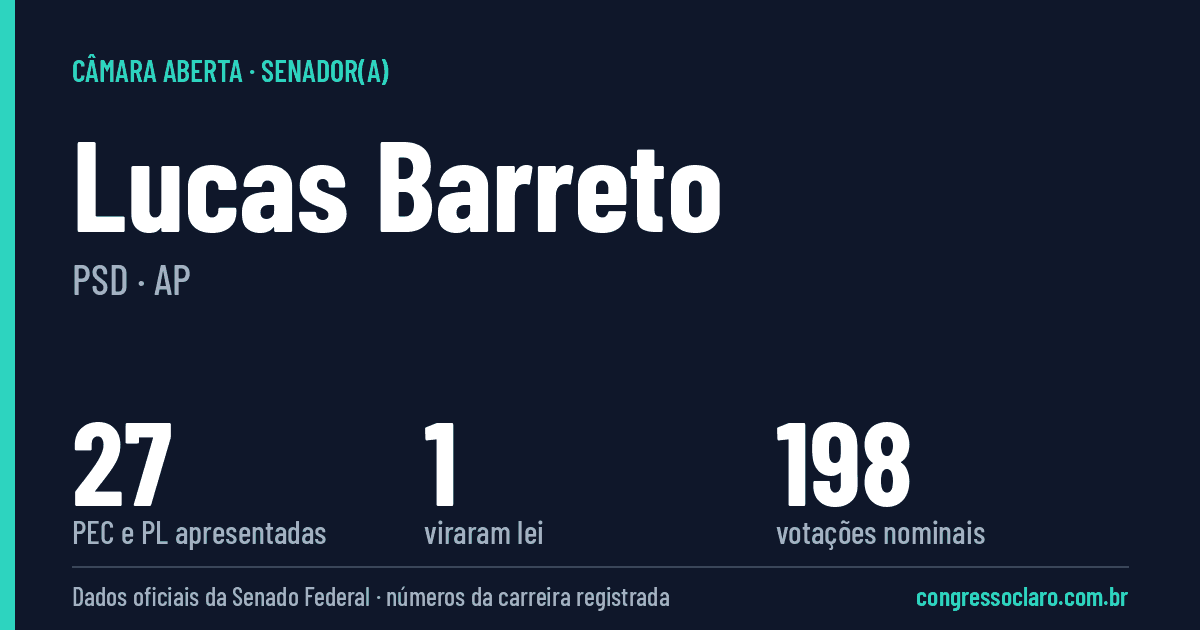 CÂMARA ABERTA · SENADOR(A)
Lucas Barreto
PSD · AP
27 1 198
PEC e PL apresentadas viraram lei votações nominais
Dados oficiais da Senado Federal · números da carreira registrada congressoclaro.com.br